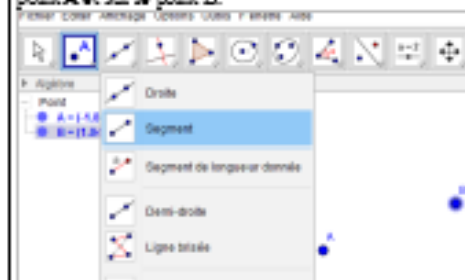 Fichier Editer Affichage Options Outils Fenêtre Aide
A
a=2
Algèbre
Point
Droite
Segment
Segment de longueur donnée
Demi-droite
Ligne brisée
A